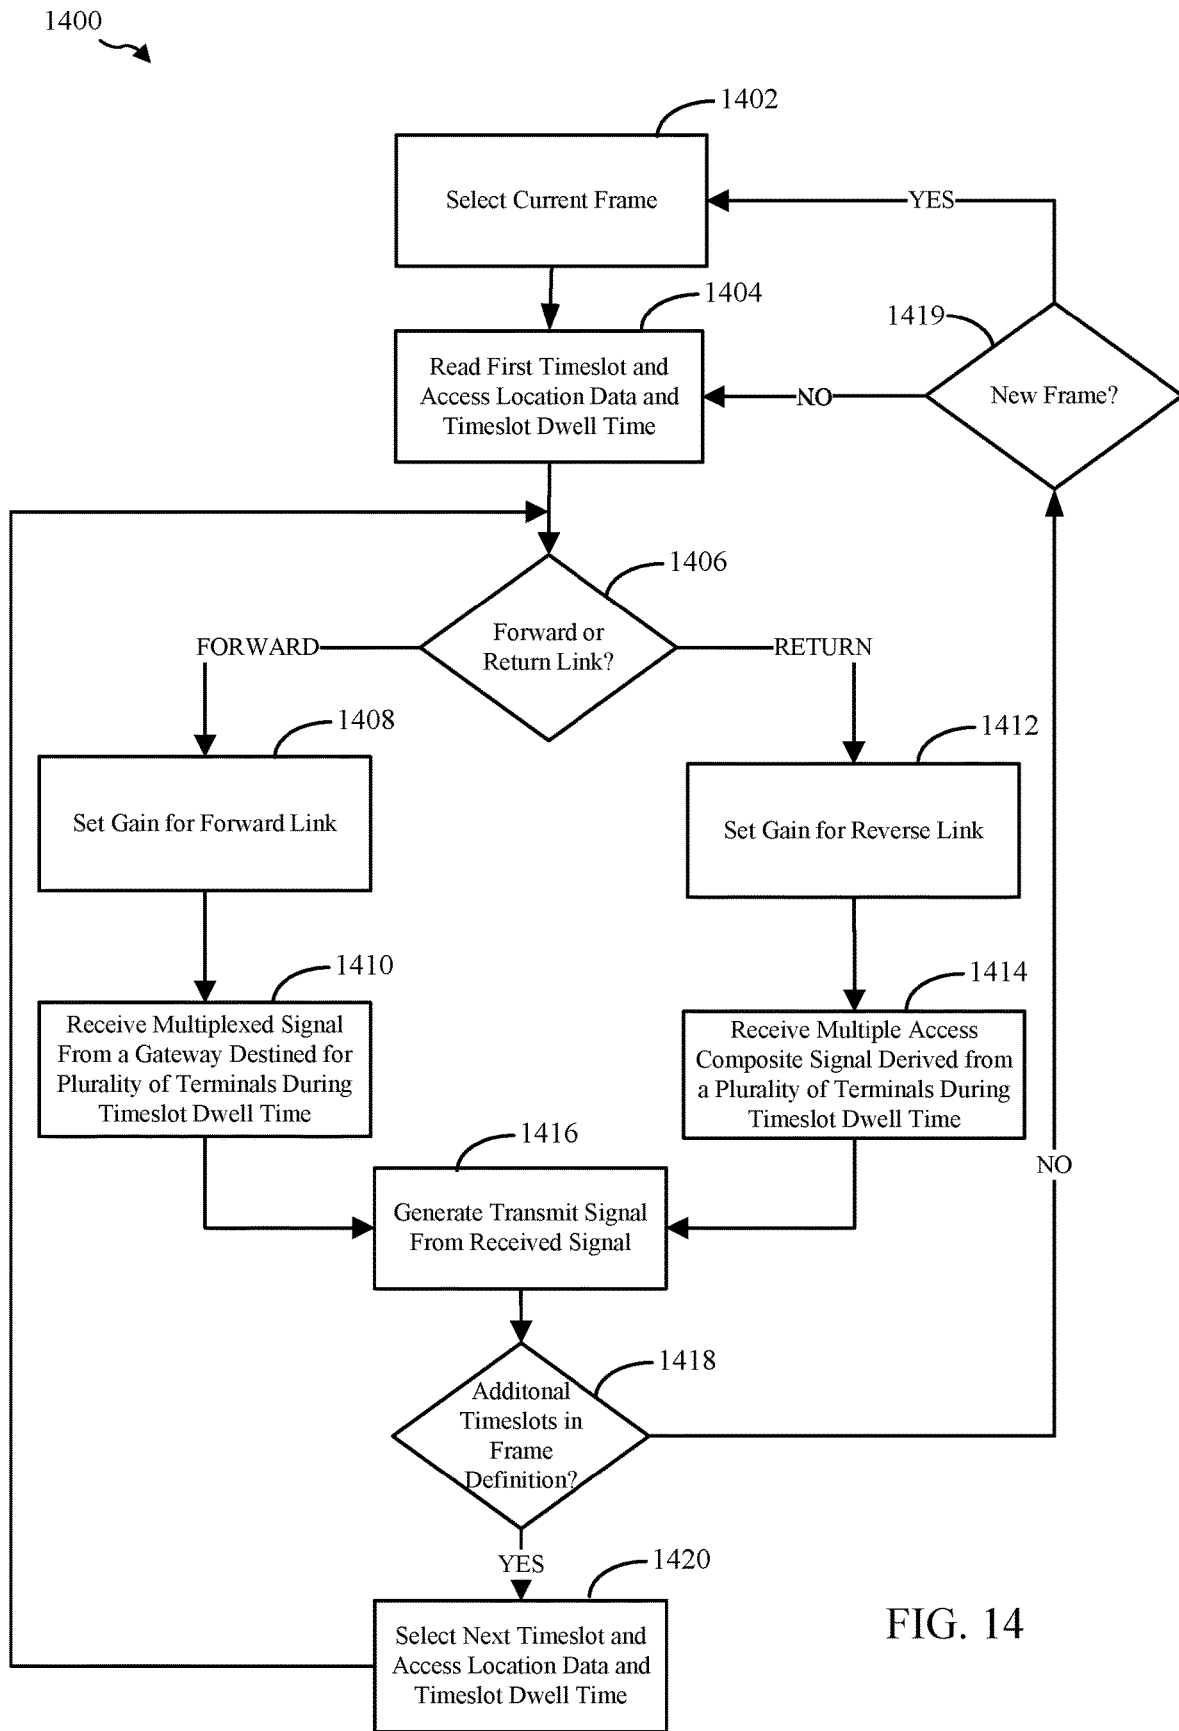 1400
1402
Select Current Frame
YES
1404
Read First Timeslot and
Access Location Data and
Timeslot Dwell Time
NO
1419
New Frame?
1406
Forward or
Return Link?
FORWARD
RETURN
1408
Set Gain for Forward Link
1412
Set Gain for Reverse Link
1410
Receive Multiplexed Signal
From a Gateway Destined for
Plurality of Terminals During
Timeslot Dwell Time
1414
Receive Multiple Access
Composite Signal Derived from
a Plurality of Terminals During
Timeslot Dwell Time
1416
Generate Transmit Signal
From Received Signal
NO
1418
Additonal
Timeslots in
Frame
Definition?
YES
1420
Select Next Timeslot and
Access Location Data and
Timeslot Dwell Time
FIG. 14